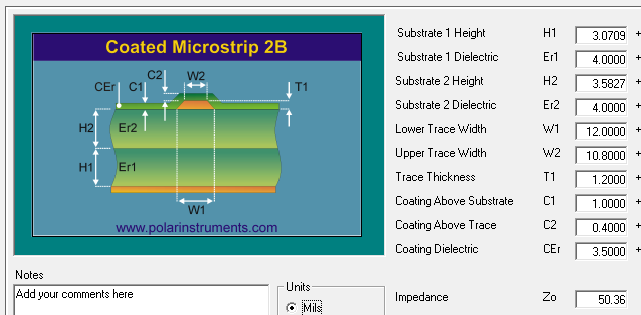 Coated Microstrip 2B
CEr C1 C2 W2 T1
H2 Er2
H1 Er1
W1
www.polarinstruments.com
Substrate 1 Height H1 3.0709 +
Substrate 1 Dielectric Er1 4.0000 +
Substrate 2 Height H2 3.5827 +
Substrate 2 Dielectric Er2 4.0000 +
Lower Trace Width W1 12.0000 +
Upper Trace Width W2 10.8000 +
Trace Thickness T1 1.2000 +
Coating Above Substrate C1 1.0000 +
Coating Above Trace C2 0.4000 +
Coating Dielectric CEr 3.5000 +
Notes
Add your comments here
Units
Mils
Impedance Zo 50.36